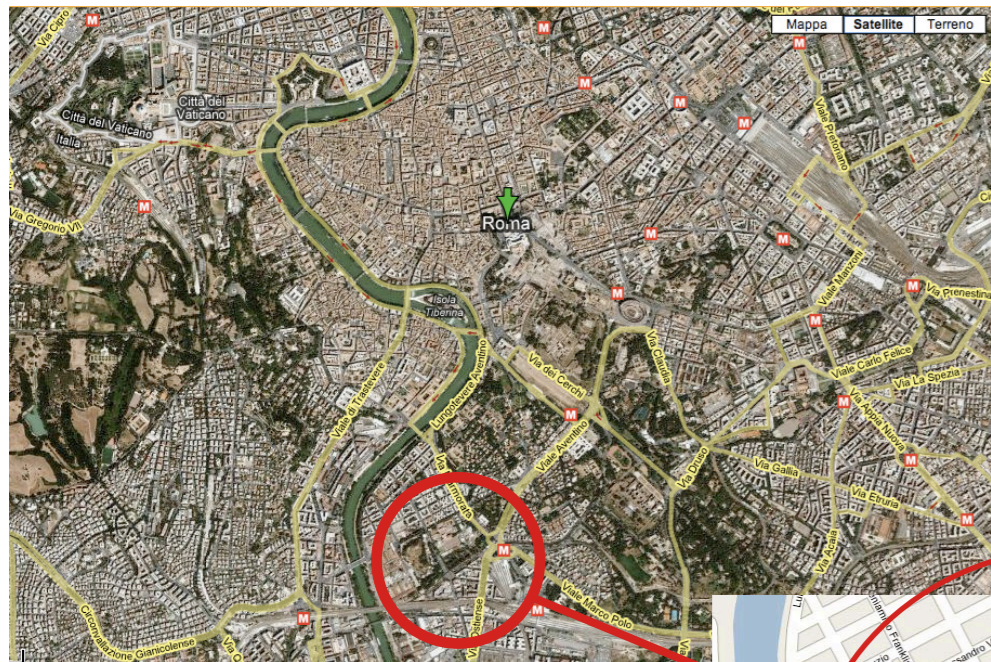 Mappa Satellite Terreno
Via Cipro
M
M
M
M
M
M
Città del Vaticano
Città del
Vaticano
Italia
Viale Pretoriano
Via Gregorio VII
M
Roma
M
M
Viale Manzoni
M
M
Via Prenestina
Isola
Tiberina
M
Via dei Cerchi
Via Claudia
Viale Carlo Felice
Via La Spezia
Lungotevere Aventino
Viale di Trastevere
M
M
Via Appia Nuova
Viale Aventino
Via Druso
Via Gallia
M
Via Etruria
M
Marmorata
M
Via Acaia
Viale Marco Polo
M
M
Ostiense
Circonvallazione Gianicolense